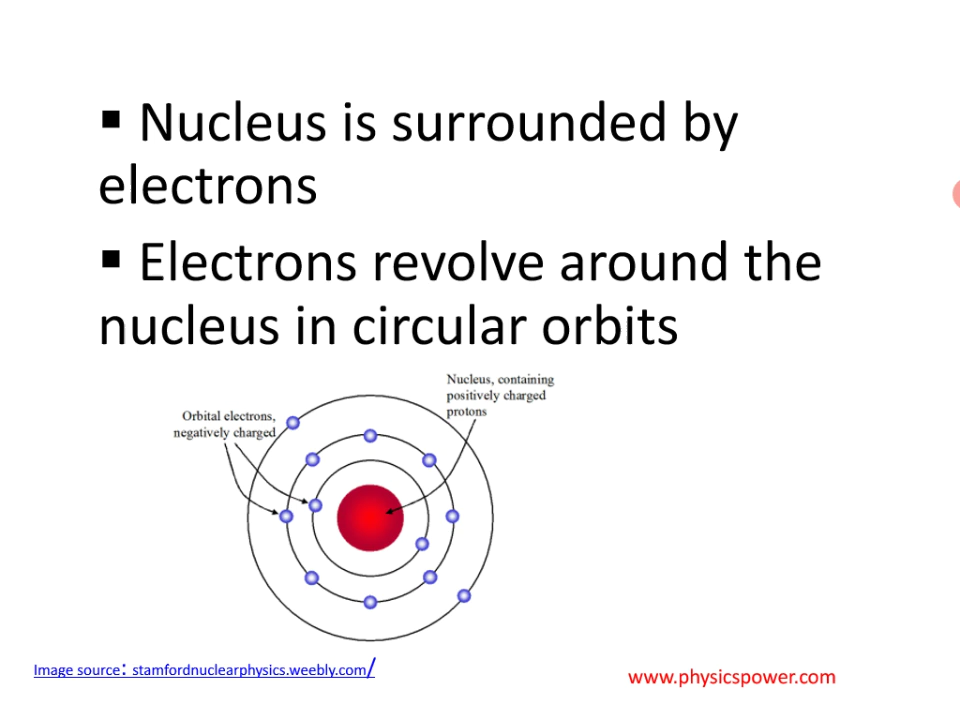 ▪ Nucleus is surrounded by
electrons
▪ Electrons revolve around the
nucleus in circular orbits
Nucleus, containing
positively charged
protons
Orbital electrons,
negatively charged
Image source: stamfordnuclearphysics.weebly.com/
www.physicspower.com